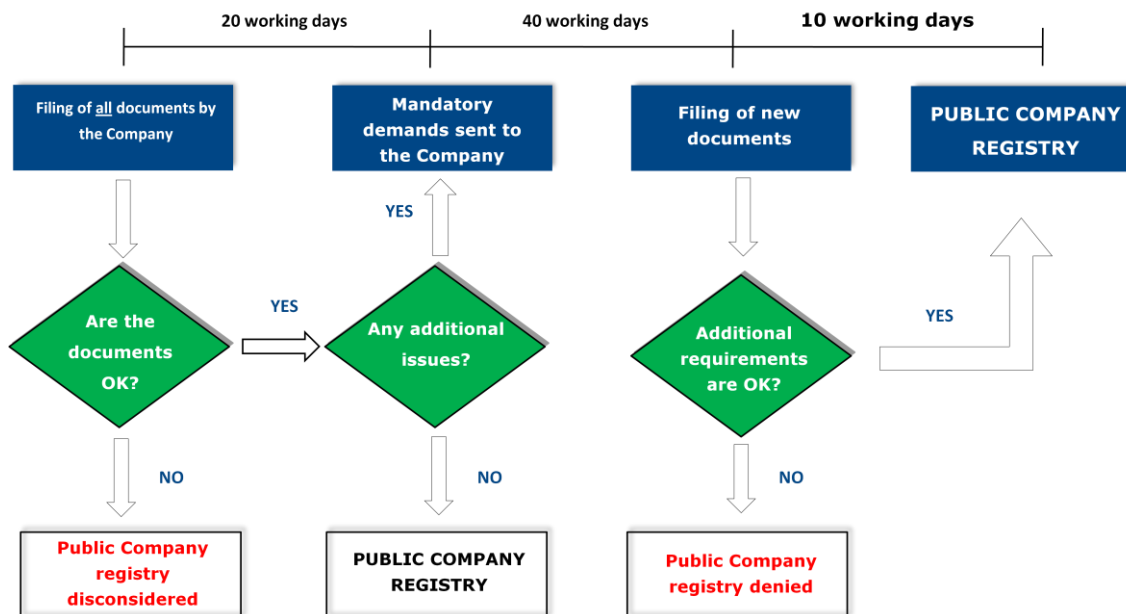 20 working days
40 working days
10 working days
Filing of all documents by
the Company
Mandatory
demands sent to
the Company
Filing of new
documents
PUBLIC COMPANY
REGISTRY
YES
Are the
documents
OK?
YES
Any additional
issues?
Additional
requirements
are OK?
YES
NO
NO
NO
Public Company
registry
disconsidered
PUBLIC COMPANY
REGISTRY
Public Company
registry denied